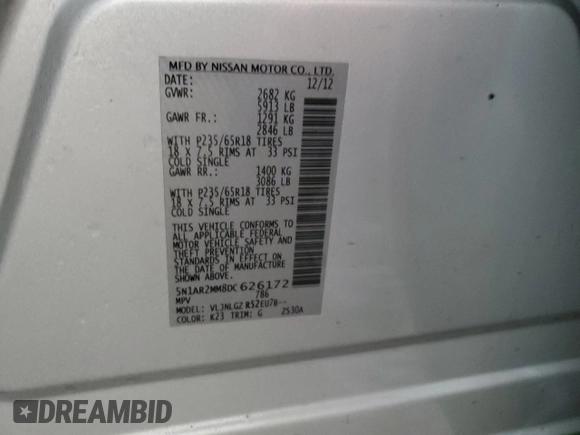 MFD BY NISSAN MOTOR CO., LTD.
DATE: 12/12
GVWR: 2682 KG
5913 LB
GAWR FR.: 1291 KG
2846 LB
WITH P235/65R18 TIRES
18 X 7.5 RIMS AT 33 PSI
COLD SINGLE
GAWR RR.: 1400 KG
3086 LB
WITH P235/65R18 TIRES
18 X 7.5 RIMS AT 33 PSI
COLD SINGLE
THIS VEHICLE CONFORMS TO
ALL APPLICABLE FEDERAL
MOTOR VEHICLE SAFETY AND
THEFT PREVENTION
STANDARDS IN EFFECT ON
THE DATE OF MANUFACTURE
SHOWN ABOVE.
5N1AR2MM8DC626172
MPV 786
MODEL: VLJNLGZ R52EU7B--
COLOR: K23 TRIM: G 2530A
DREAMBID